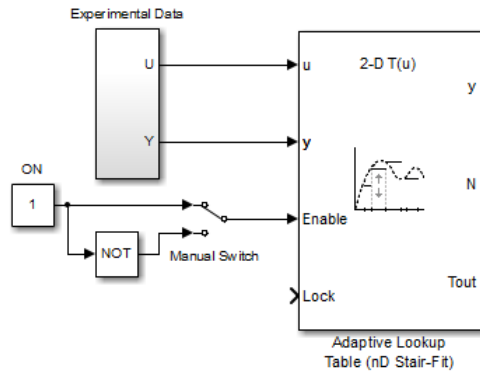 Experimental Data
U
u
2-D T(u)
y
Y
y
ON
1
N
Enable
NOT
Manual Switch
Lock
Tout
Adaptive Lookup
Table (nD Stair-Fit)